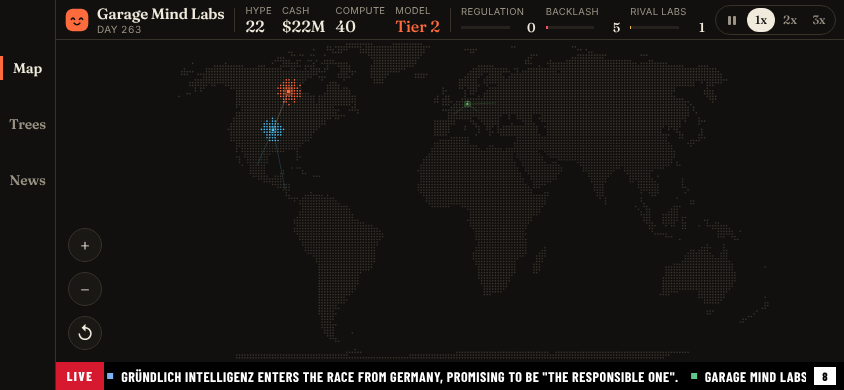 Garage Mind Labs
DAY 263
HYPE
22
CASH
$22M
COMPUTE
40
MODEL
Tier 2
REGULATION
0
BACKLASH
5
RIVAL LABS
1
1x
2x
3x
Map
Trees
News
+
−
LIVE
GRÜNDLICH INTELLIGENZ ENTERS THE RACE FROM GERMANY, PROMISING TO BE "THE RESPONSIBLE ONE".
GARAGE MIND LABS
8